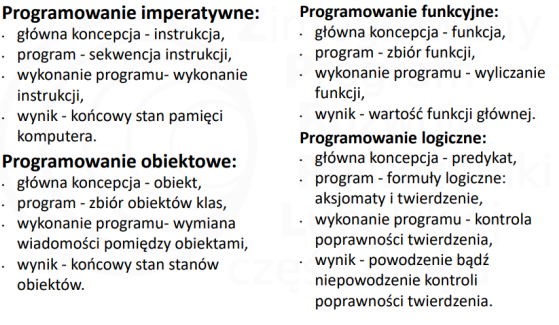 Programowanie imperatywne:
· główna koncepcja - instrukcja,
· program - sekwencja instrukcji,
· wykonanie programu- wykonanie
instrukcji,
· wynik - końcowy stan pamięci
komputera.
Programowanie obiektowe:
· główna koncepcja - obiekt,
· program - zbiór obiektów klas,
· wykonanie programu- wymiana
wiadomości pomiędzy obiektami,
· wynik - końcowy stan stanów
obiektów.
Programowanie funkcyjne:
· główna koncepcja - funkcja,
· program - zbiór funkcji,
· wykonanie programu - wyliczanie
funkcji,
· wynik - wartość funkcji głównej.
Programowanie logiczne:
· główna koncepcja - predykat,
· program - formuły logiczne:
aksjomaty i twierdzenie,
· wykonanie programu - kontrola
poprawności twierdzenia,
· wynik - powodzenie bądź
niepowodzenie kontroli
poprawności twierdzenia.